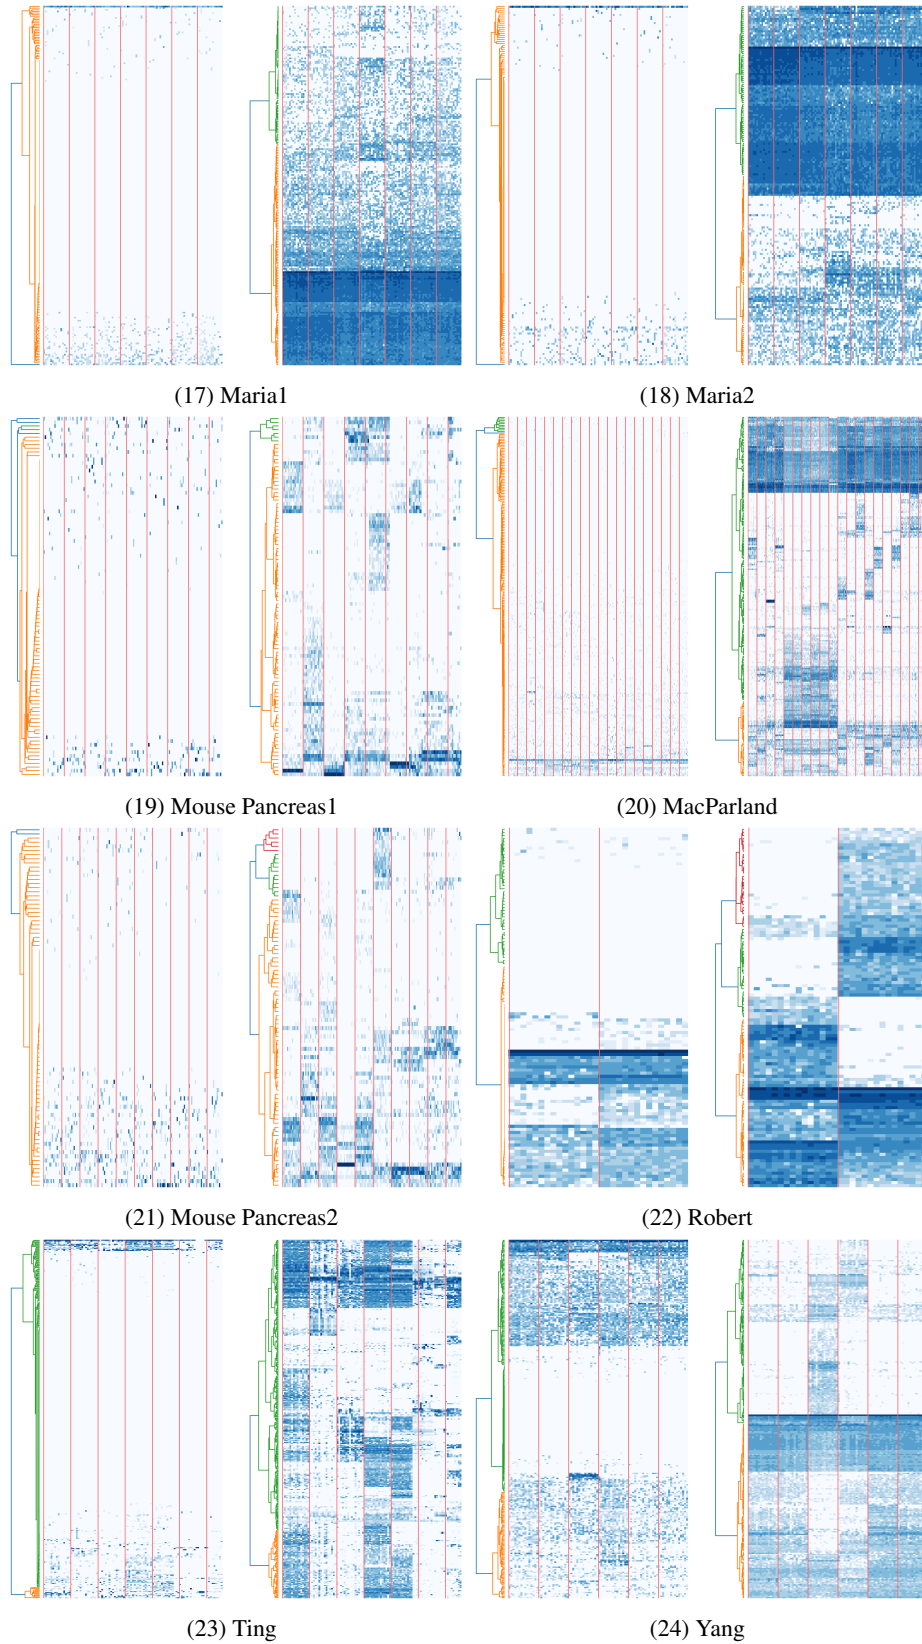 (17) Maria1
(18) Maria2
(19) Mouse Pancreas1
(20) MacParland
(21) Mouse Pancreas2
(22) Robert
(23) Ting
(24) Yang